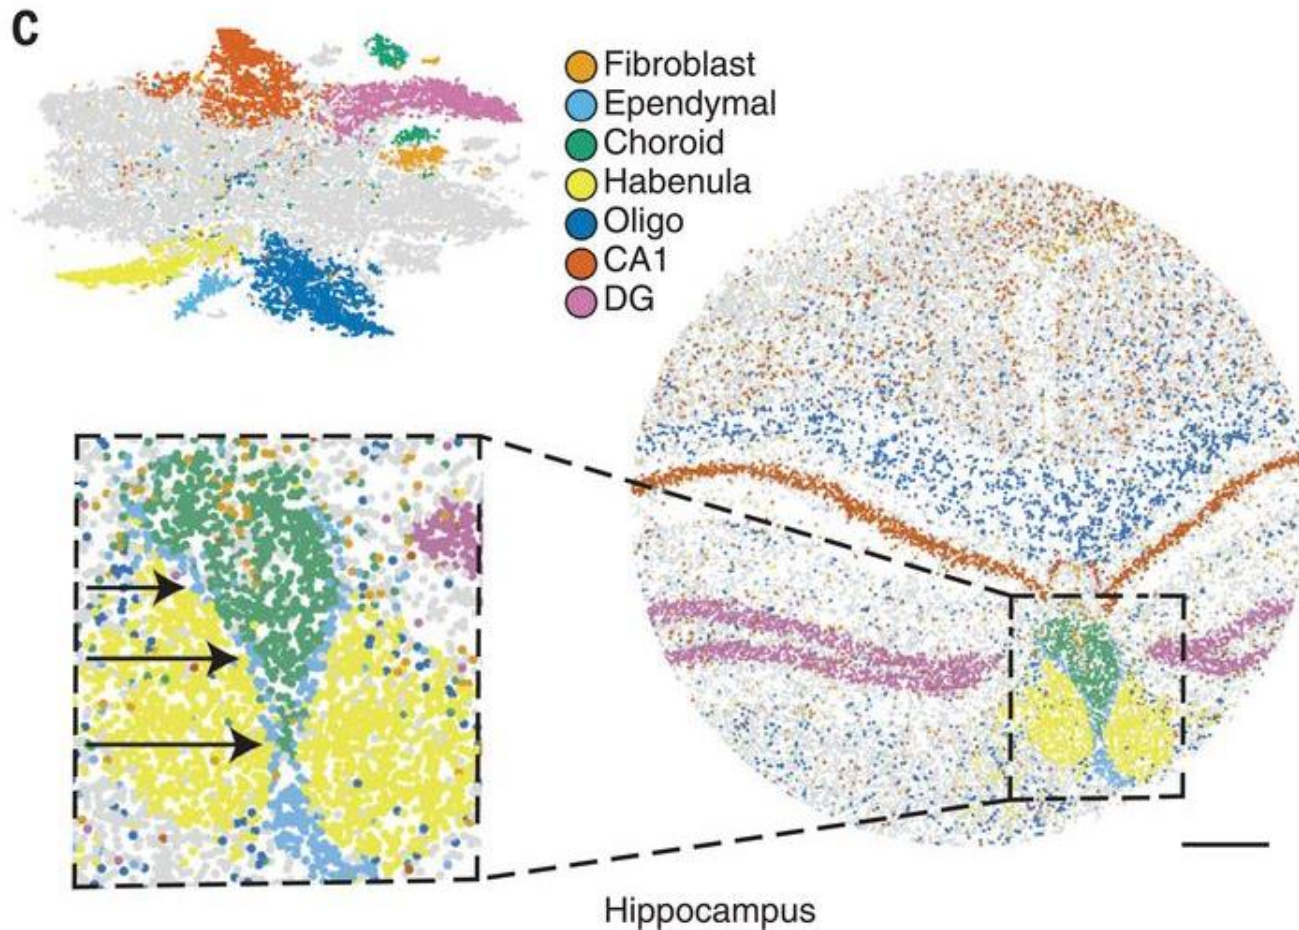 c
Fibroblast
Ependymal
Choroid
Habenula
Oligo
CA1
DG
Hippocampus